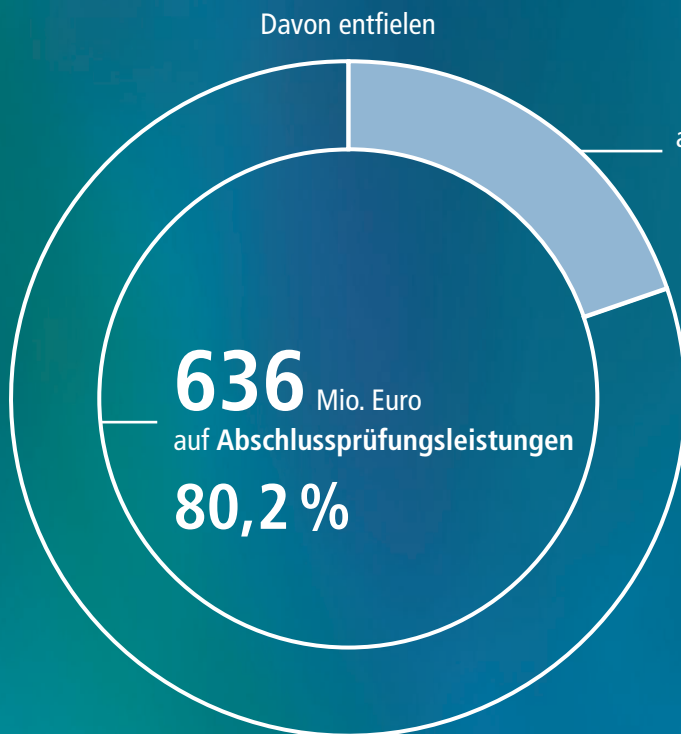 Davon entfielen
636 Mio. Euro
auf Abschlussprüfungsleistungen
80,2 %